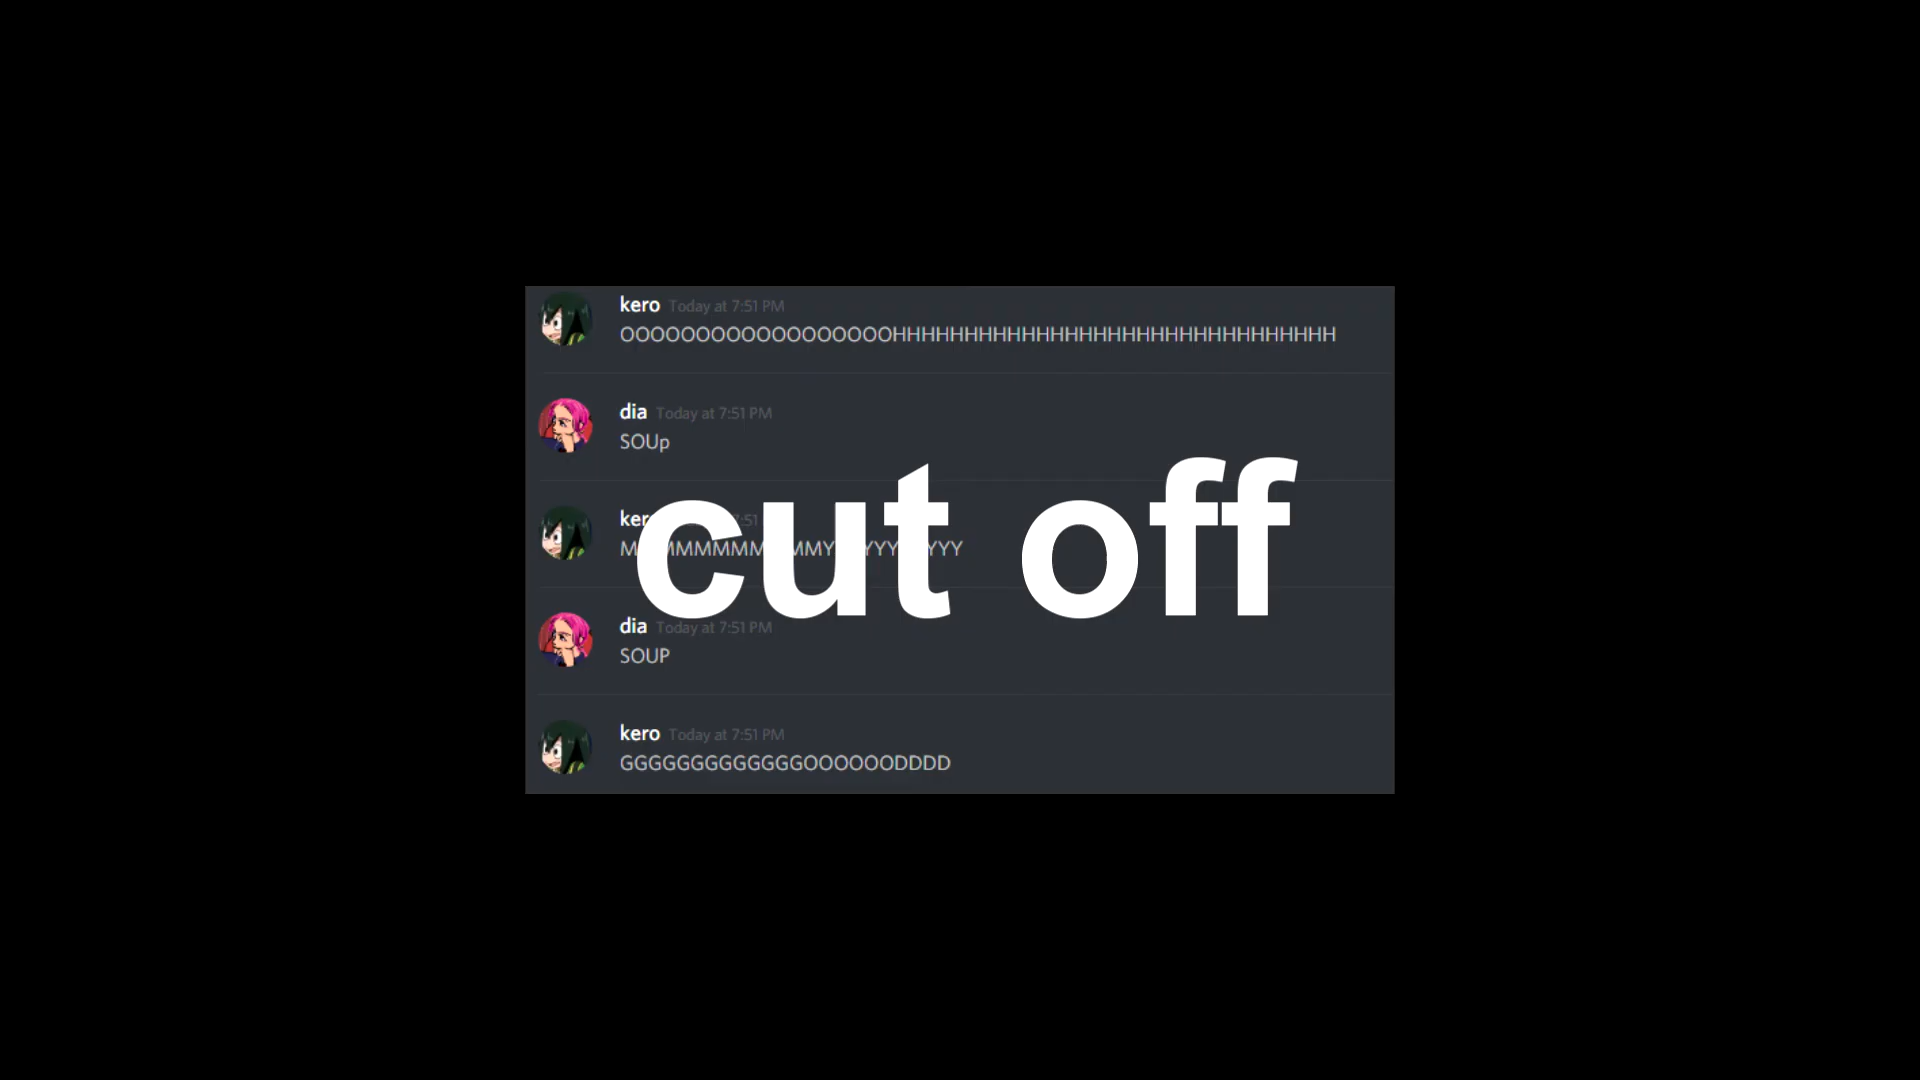 kero Today at 7:51 PM
OOOOOOOOOOOOOOOOOOHHHHHHHHHHHHHHHHHHHHHHHHHHHHHHH
dia Today at 7:51 PM
SOUp
cut off
dia Today at 7:51 PM
SOUP
kero Today at 7:51 PM
GGGGGGGGGGGGGOOOOOODDDD